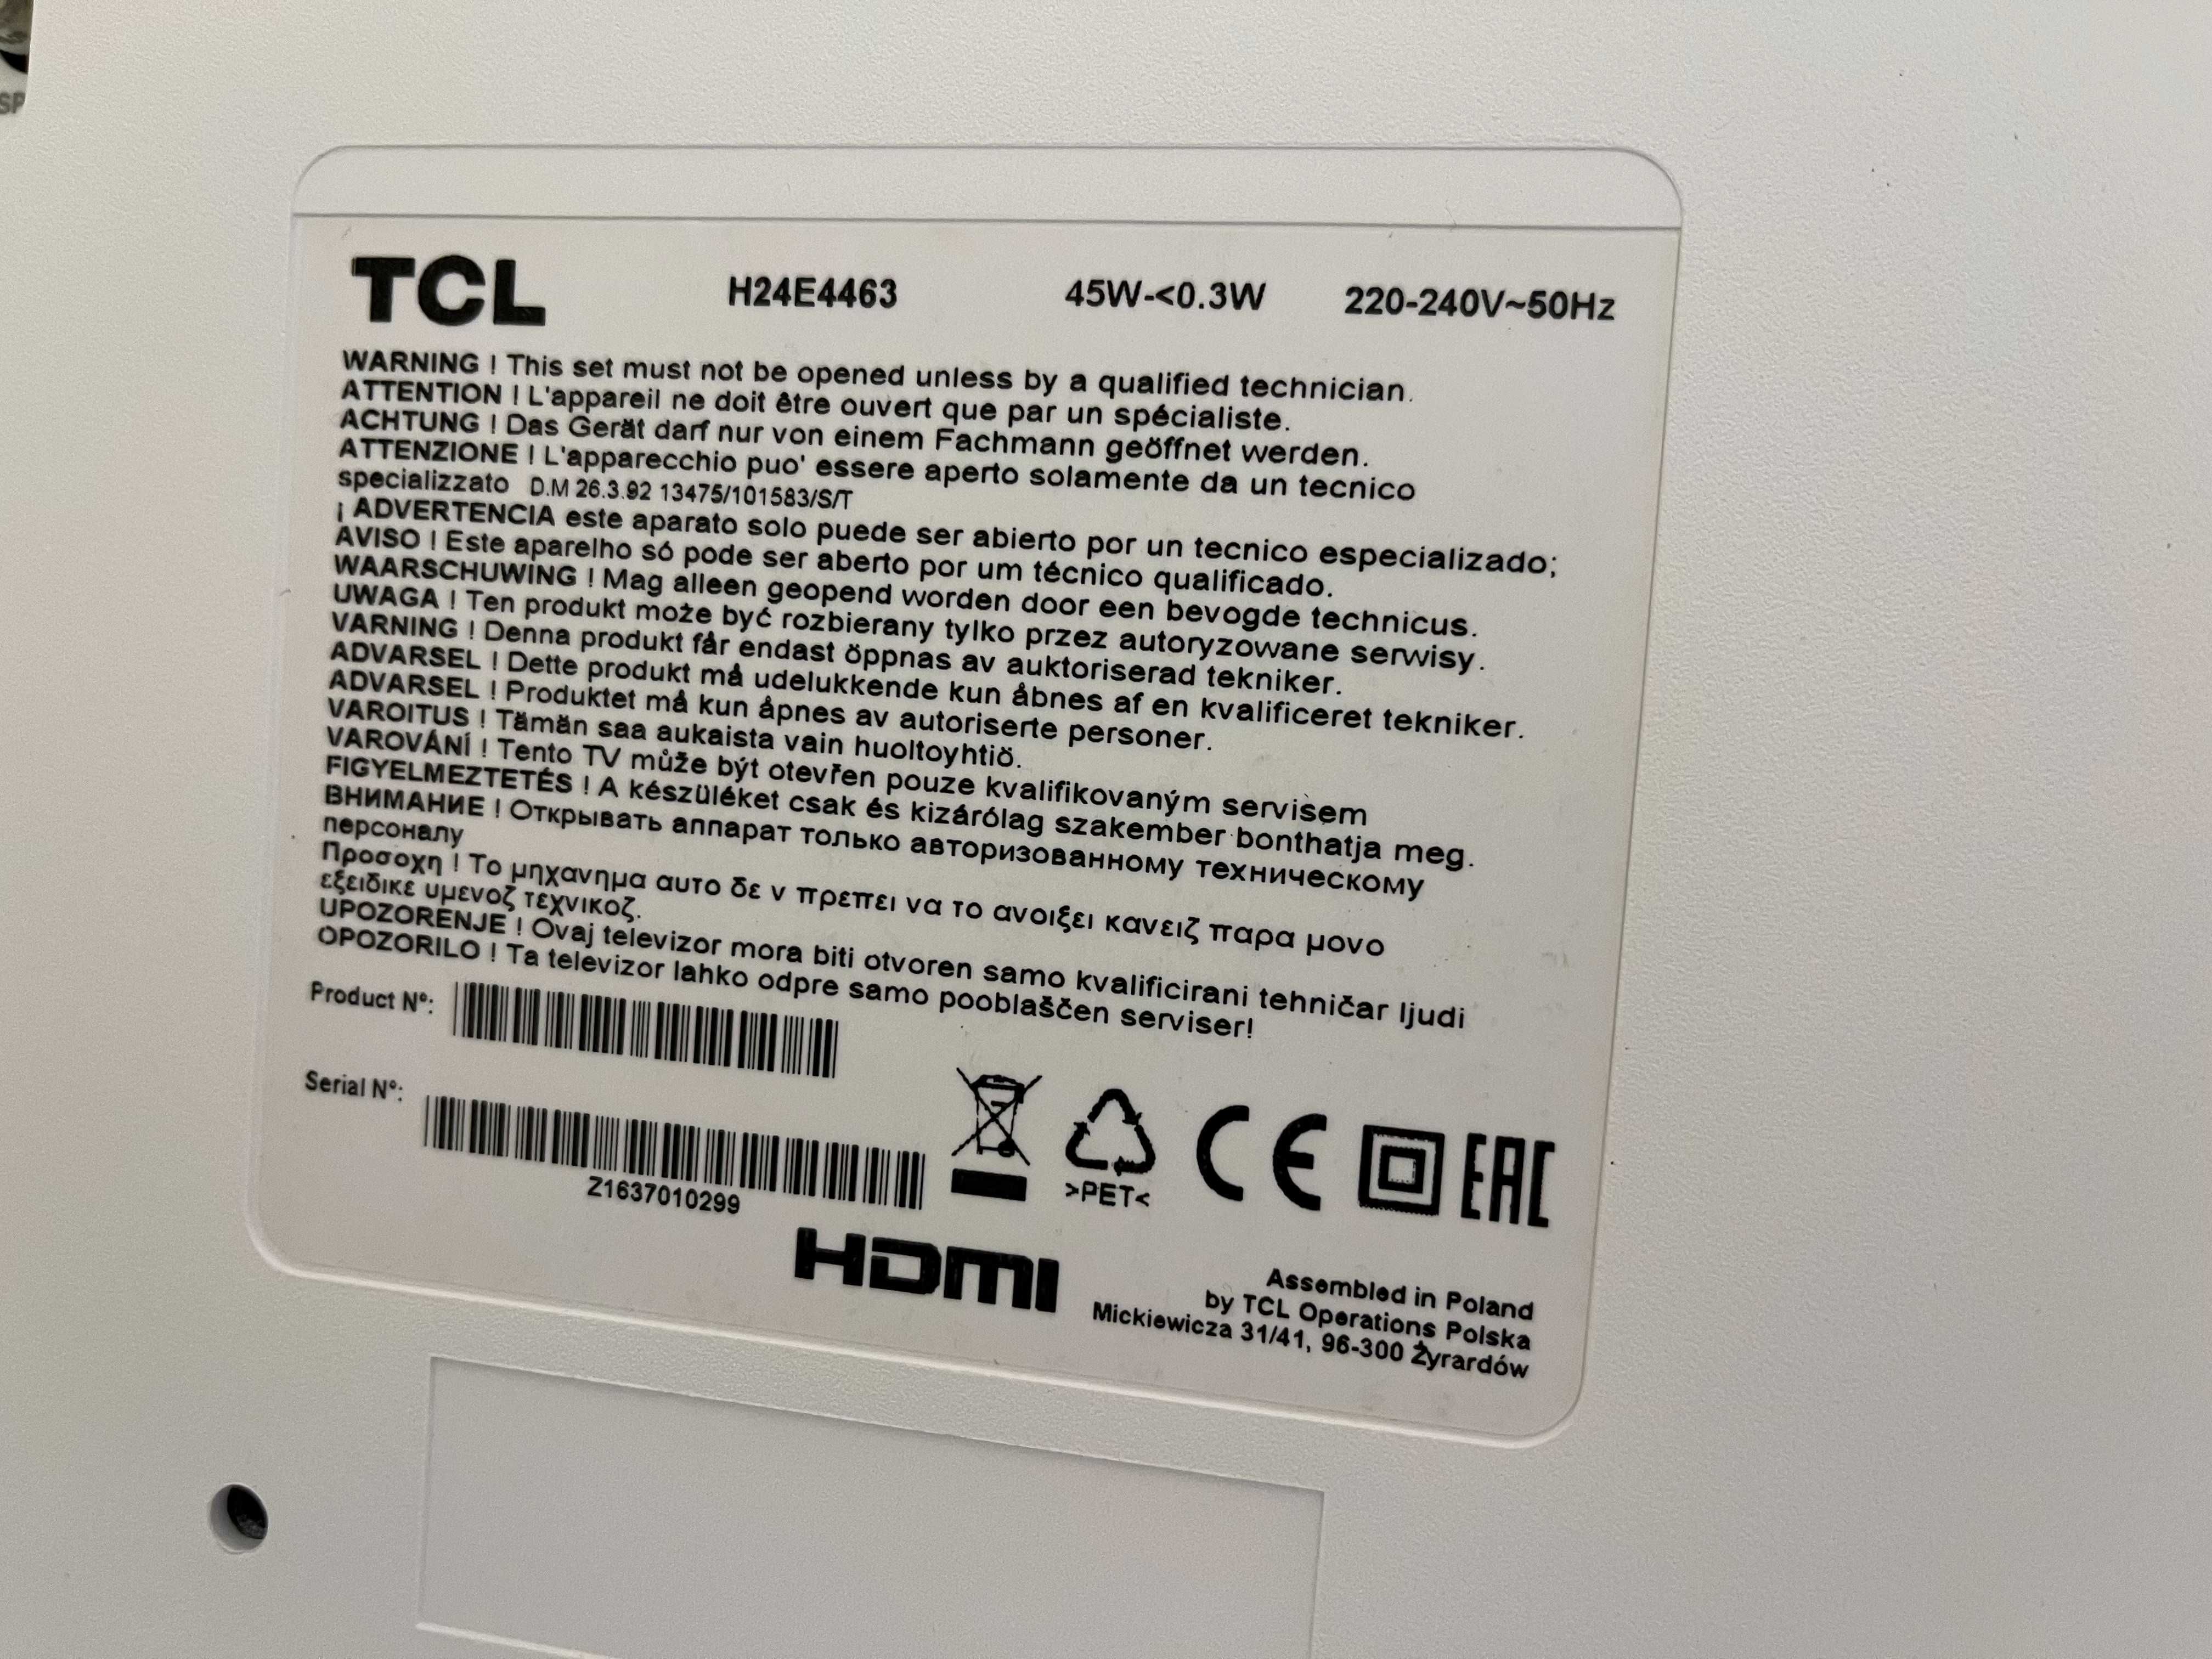 SP
TCL H24E4463 45W-<0.3W 220-240V~50Hz
WARNING ! This set must not be opened unless by a qualified technician.
ATTENTION ! L'appareil ne doit être ouvert que par un spécialiste.
ACHTUNG ! Das Gerät darf nur von einem Fachmann geöffnet werden.
ATTENZIONE ! L'apparecchio puo' essere aperto solamente da un tecnico
specializzato D.M 26.3.92 13475/101583/S/T
¡ ADVERTENCIA este aparato solo puede ser abierto por un tecnico especializado;
AVISO ! Este aparelho só pode ser aberto por um técnico qualificado.
WAARSCHUWING ! Mag alleen geopend worden door een bevogde technicus.
UWAGA ! Ten produkt może być rozbierany tylko przez autoryzowane serwisy.
VARNING ! Denna produkt får endast öppnas av auktoriserad tekniker.
ADVARSEL ! Dette produkt må udelukkende kun åbnes af en kvalificeret tekniker.
ADVARSEL ! Produktet må kun åpnes av autoriserte personer.
VAROITUS ! Tämän saa aukaista vain huoltoyhtiö.
VAROVÁNÍ ! Tento TV může být otevřen pouze kvalifikovaným servisem
FIGYELMEZTETÉS ! A készüléket csak és kizárólag szakember bonthatja meg.
ВНИМАНИЕ ! Открывать аппарат только авторизованному техническому
персоналу
Προσοχη ! Το μηχανημα αυτο δε ν πρεπει να το ανοιξει κανειζ παρα μονο
εξειδικε υμενοζ τεχνικοζ.
UPOZORENJE ! Ovaj televizor mora biti otvoren samo kvalificirani tehničar ljudi
OPOZORILO ! Ta televizor lahko odpre samo pooblaščen serviser!
Product Nº:
Serial Nº:
Z1637010299
>PET<
CE
EAC
HDMI
Assembled in Poland
by TCL Operations Polska
Mickiewicza 31/41, 96-300 Żyrardów